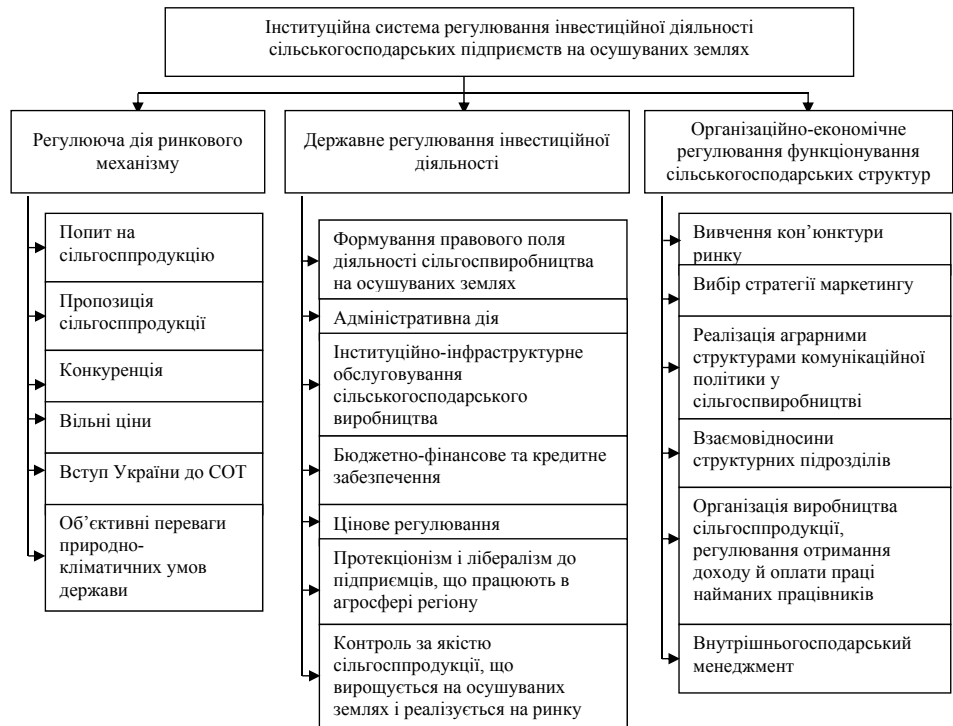 Інституційна система регулювання інвестиційної діяльності
сільськогосподарських підприємств на осушуваних землях
Регулююча дія ринкового
механізму
Попит на
сільгосппродукцію
Пропозиція
сільгосппродукції
Конкуренція
Вільні ціни
Вступ України до СОТ
Об’єктивні переваги
природно-
кліматичних умов
держави
Державне регулювання інвестиційної
діяльності
Формування правового поля
діяльності сільгоспвиробництва
на осушуваних землях
Адміністративна дія
Інституційно-інфраструктурне
обслуговування
сільськогосподарського
виробництва
Бюджетно-фінансове та кредитне
забезпечення
Цінове регулювання
Протекціонізм і лібералізм до
підприємців, що працюють в
агросфері регіону
Контроль за якістю
сільгосппродукції, що
вирощується на осушуваних
землях і реалізується на ринку
Організаційно-економічне
регулювання функціонування
сільськогосподарських структур
Вивчення кон’юнктури
ринку
Вибір стратегії маркетингу
Реалізація аграрними
структурами комунікаційної
політики у
сільгоспвиробництві
Взаємовідносини
структурних підрозділів
Організація виробництва
сільгосппродукції,
регулювання отримання
доходу й оплати праці
найманих працівників
Внутрішньогосподарський
менеджмент